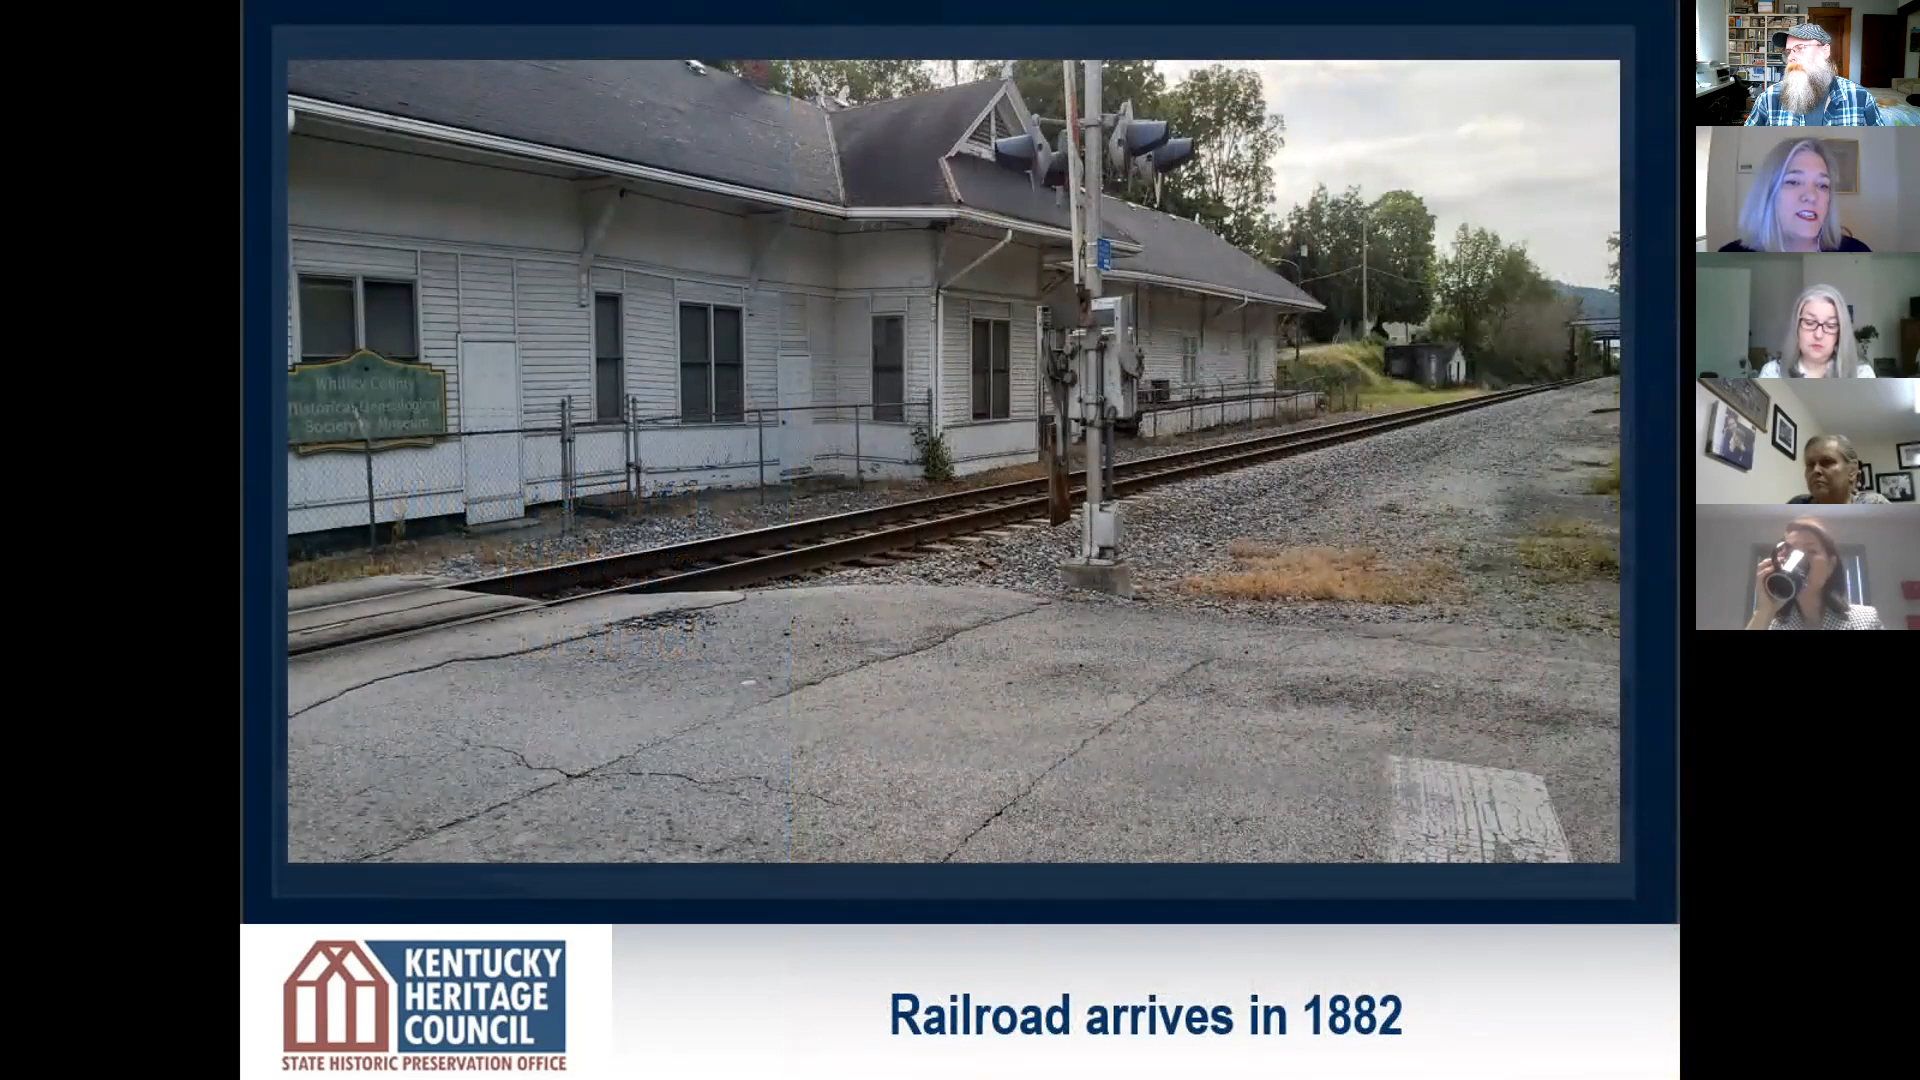 Whitley County
Historical Genealogical
Society & Museum
KENTUCKY
HERITAGE
COUNCIL
STATE HISTORIC PRESERVATION OFFICE
Railroad arrives in 1882